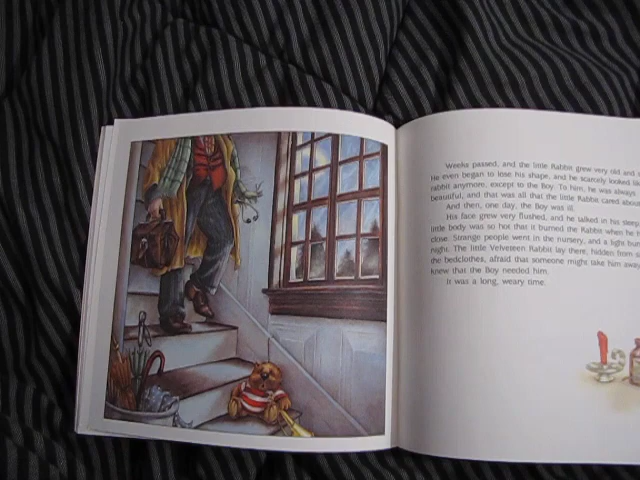 Weeks passed, and the little Rabbit grew very old and
He even began to lose his shape, and he scarcely looked
rabbit anymore, except to the Boy. To him, he was always
beautiful, and that was all that the little Rabbit cared about
And then, one day, the Boy was ill.
His face grew very flushed, and he talked in his sleep,
little body was so hot that it burned the Rabbit when he
close. Strange people went in the nursery, and a light
night. The little Velveteen Rabbit lay there, hidden from
the bedclothes, afraid that someone might take him away
knew that the Boy needed him.
It was a long, weary time.